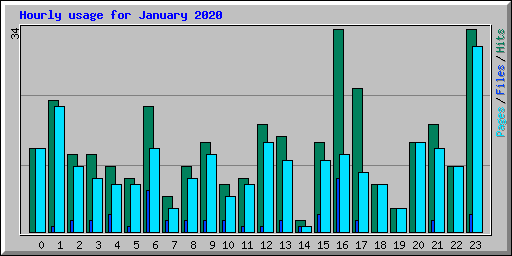 Hourly usage for January 2020
34
Pages/Files/Hits
0 1 2 3 4 5 6 7 8 9 10 11 12 13 14 15 16 17 18 19 20 21 22 23